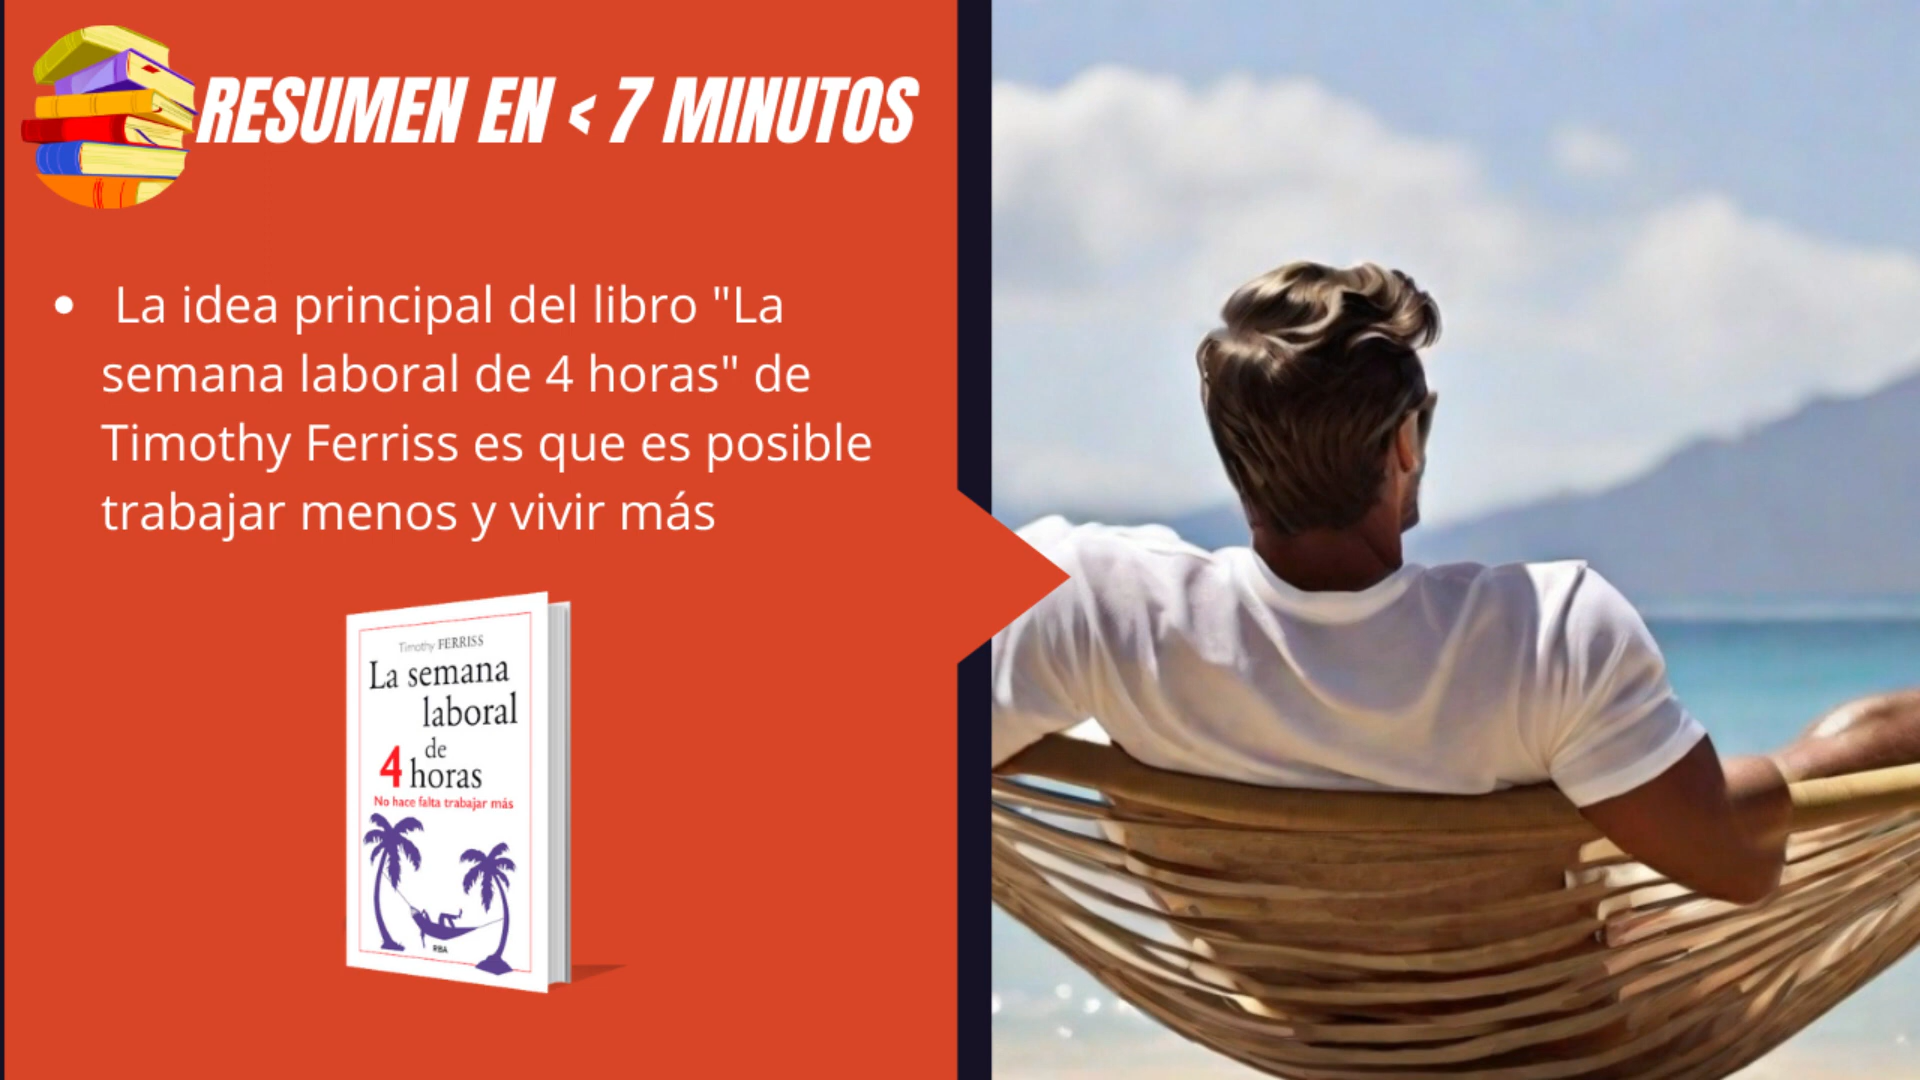 RESUMEN EN < 7 MINUTOS
• La idea principal del libro "La
semana laboral de 4 horas" de
Timothy Ferriss es que es posible
trabajar menos y vivir más
Timothy FERRISS
La semana
laboral
de
4 horas
No hace falta trabajar más
RBA